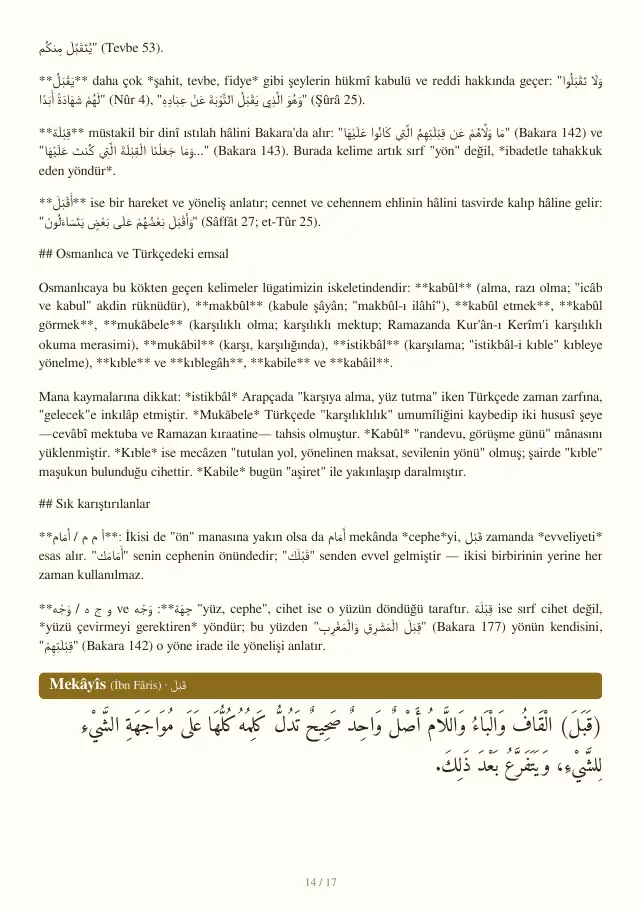 يُتَقَبَّلَ مِنكُم" (Tevbe 53).
**يَقْبَلُ** daha çok *şahit, tevbe, fidye* gibi şeylerin hükmî kabulü ve reddi hakkında geçer: "وَلَا تَقْبَلُوا
لَهُمْ شَهَادَةً أَبَدًا" (Nûr 4), "وَهُوَ الَّذِي يَقْبَلُ التَّوْبَةَ عَنْ عِبَادِهِ" (Şûrâ 25).
**قِبْلَة** müstakil bir dinî ıstılah hâlini Bakara'da alır: "مَا وَلَّاهُمْ عَن قِبْلَتِهِمُ الَّتِي كَانُوا عَلَيْهَا" (Bakara 142) ve
"وَمَا جَعَلْنَا الْقِبْلَةَ الَّتِي كُنتَ عَلَيْهَا..." (Bakara 143). Burada kelime artık sırf "yön" değil, *ibadetle tahakkuk
eden yöndür*.
**أَقْبَلَ** ise bir hareket ve yöneliş anlatır; cennet ve cehennem ehlinin hâlini tasvirde kalıp hâline gelir:
"وَأَقْبَلَ بَعْضُهُمْ عَلَى بَعْضٍ يَتَسَاءَلُونَ" (Sâffât 27; et-Tûr 25).
## Osmanlıca ve Türkçedeki emsal
Osmanlıcaya bu kökten geçen kelimeler lügatimizin iskeletindendir: **kabûl** (alma, razı olma; "icâb
ve kabul" akdin rüknüdür), **makbûl** (kabule şâyân; "makbûl-ı ilâhî"), **kabûl etmek**, **kabûl
görmek**, **mukābele** (karşılıklı olma; karşılıklı mektup; Ramazanda Kur'ân-ı Kerîm'i karşılıklı
okuma merasimi), **mukābil** (karşı, karşılığında), **istikbâl** (karşılama; "istikbâl-i kıble" kıbleye
yönelme), **kıble** ve **kıblegâh**, **kabile** ve **kabâil**.
Mana kaymalarına dikkat: *istikbâl* Arapçada "karşıya alma, yüz tutma" iken Türkçede zaman zarfına,
"gelecek"e inkılâp etmiştir. *Mukābele* Türkçede "karşılıklılık" umumîliğini kaybedip iki hususî şeye
—cevâbî mektuba ve Ramazan kıraatine— tahsis olmuştur. *Kabûl* "randevu, görüşme günü" mânasını
yüklenmiştir. *Kıble* ise mecâzen "tutulan yol, yönelinen maksat, sevilenin yönü" olmuş; şairde "kıble"
maşukun bulunduğu cihettir. *Kabile* bugün "aşiret" ile yakınlaşıp daralmıştır.
## Sık karıştırılanlar
**أ م م / أَمَام**: İkisi de "ön" manasına yakın olsa da أَمَام mekânda *cephe*yi, قَبْل zamanda *evveliyeti*
esas alır. "أَمَامَك" senin cephenin önündedir; "قَبْلَك" senden evvel gelmiştir — ikisi birbirinin yerine her
zaman kullanılmaz.
**و ج ه / وَجْه ve جِهَة**: وَجْه "yüz, cephe", cihet ise o yüzün döndüğü taraftır. قِبْلَة ise sırf cihet değil,
*yüzü çevirmeyi gerektiren* yöndür; bu yüzden "قِبَلَ الْمَشْرِقِ وَالْمَغْرِبِ" (Bakara 177) yönün kendisini,
"قِبْلَتِهِمْ" (Bakara 142) o yöne irade ile yönelişi anlatır.
Mekâyîs (İbn Fâris) · قَبْل
(قَبَلَ) الْقَافُ وَالْبَاءُ وَاللَّامُ أَصْلٌ وَاحِدٌ صَحِيحٌ تَدُلُّ كَلِمُهُ كُلُّهَا عَلَى مُوَاجَهَةِ الشَّيْءِ
لِلشَّيْءِ، وَيَتَفَرَّعُ بَعْدَ ذَلِكَ.
14 / 17